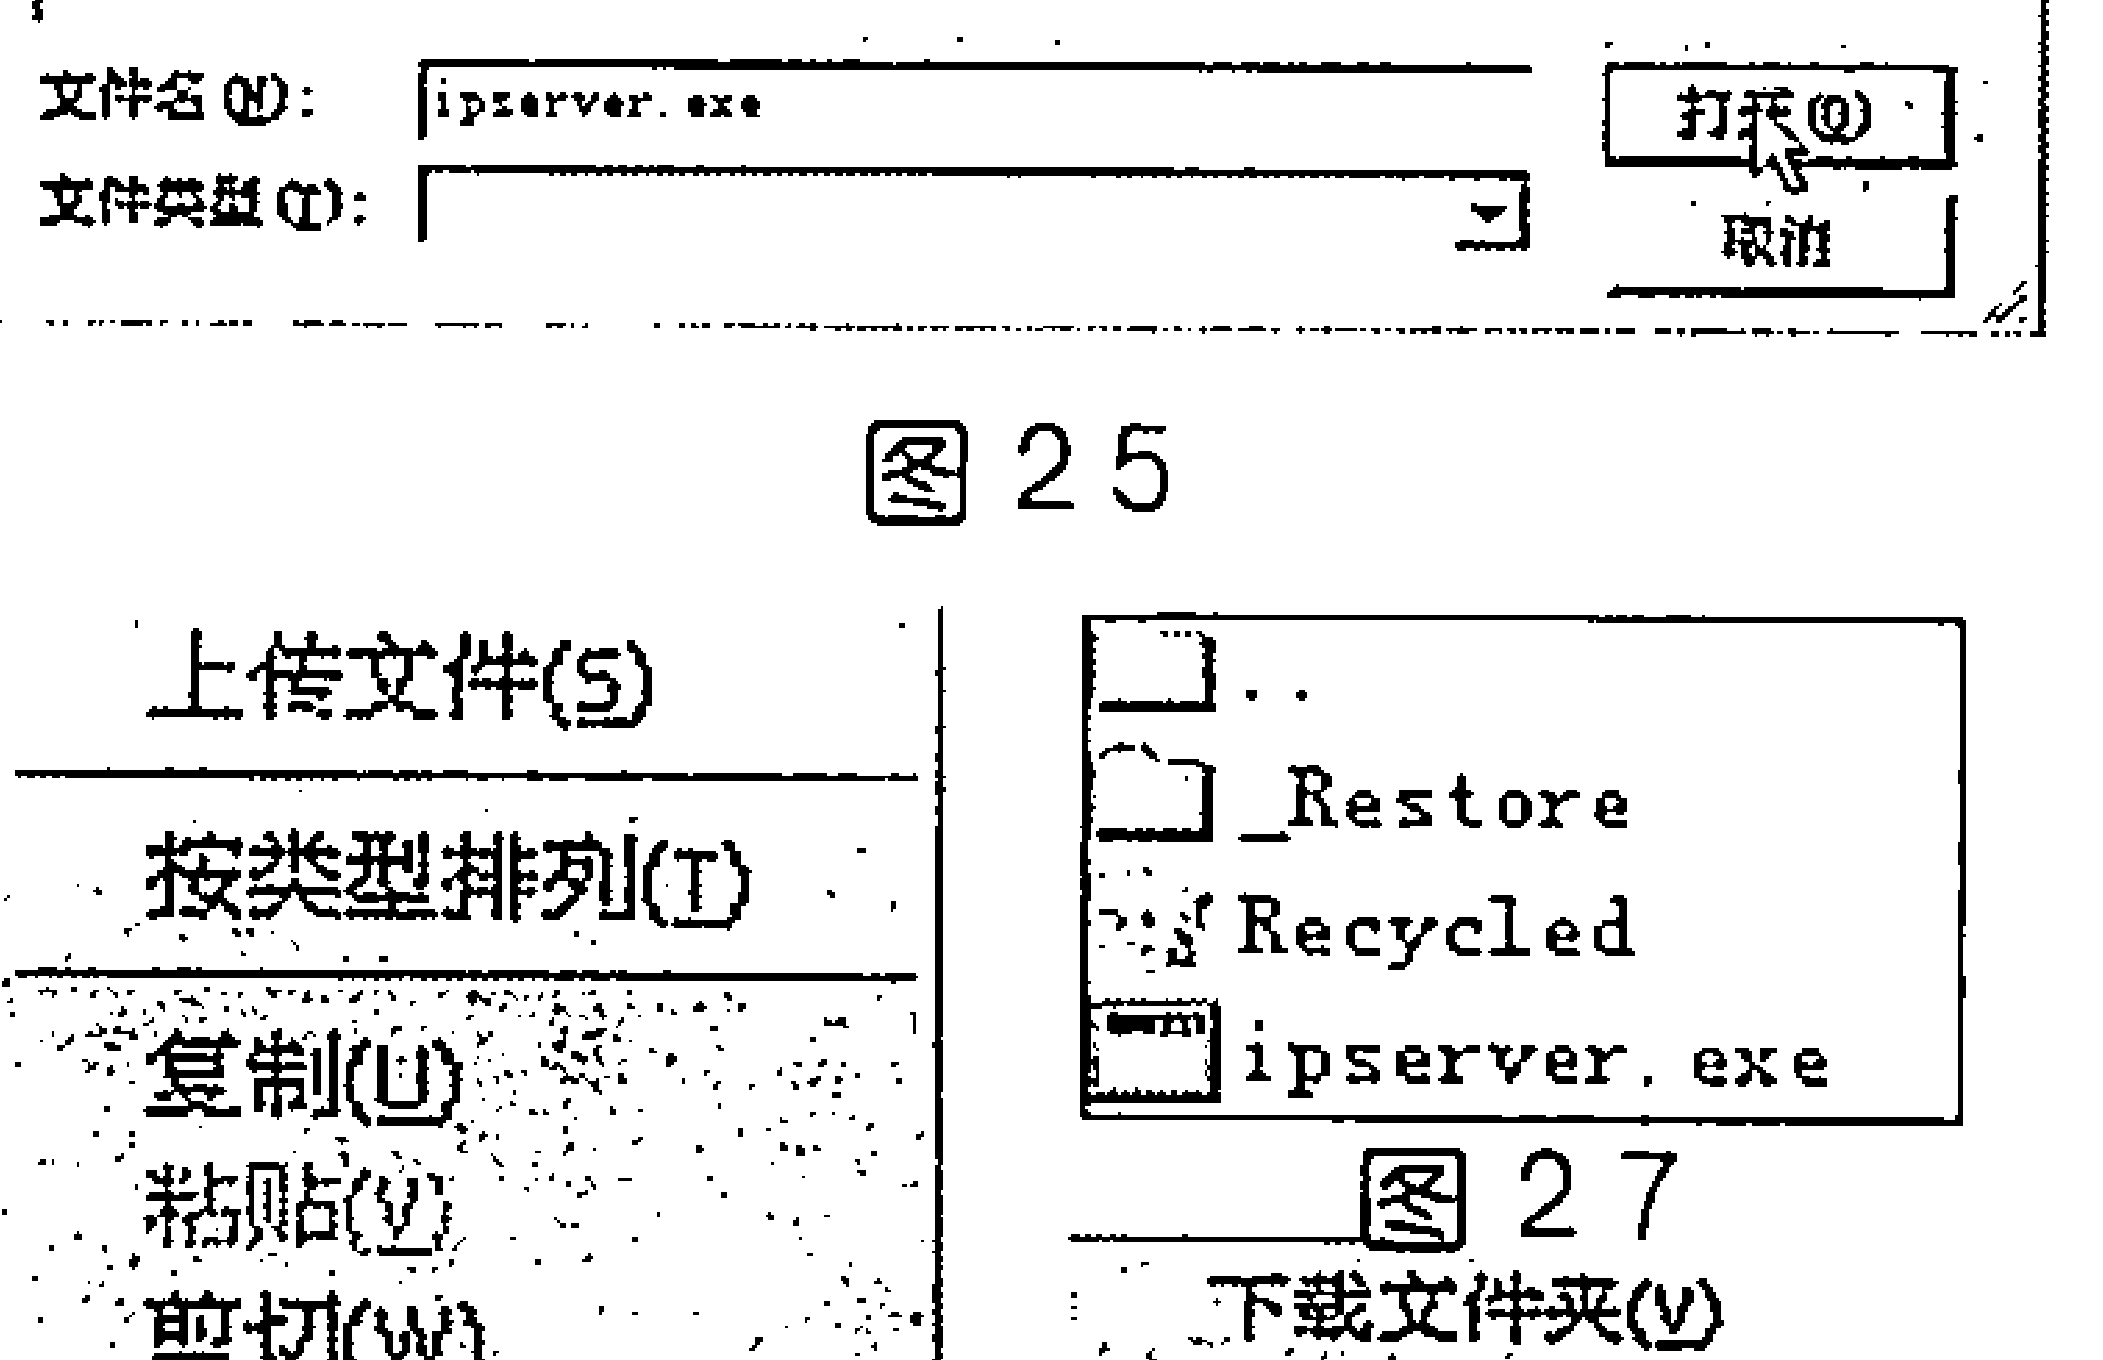 文件名(N):
ipserver.exe
打开(O)
文件类型(T):
取消
图25
上传文件(S)
按类型排列(T)
复制(U)
粘贴(V)
剪切(W)
..
_Restore
Recycled
ipserver.exe
图27
下载文件夹(V)